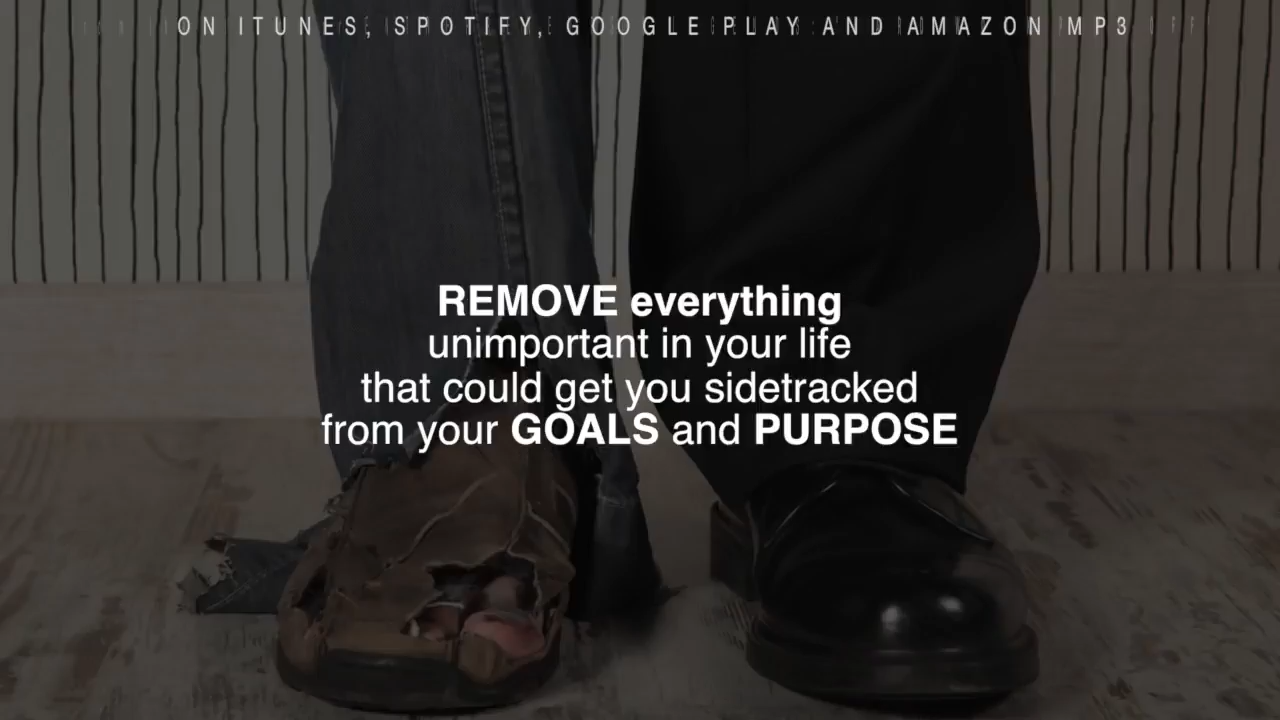 ON ITUNES, SPOTIFY, GOOGLE PLAY AND AMAZON MP3
REMOVE everything
unimportant in your life
that could get you sidetracked
from your GOALS and PURPOSE